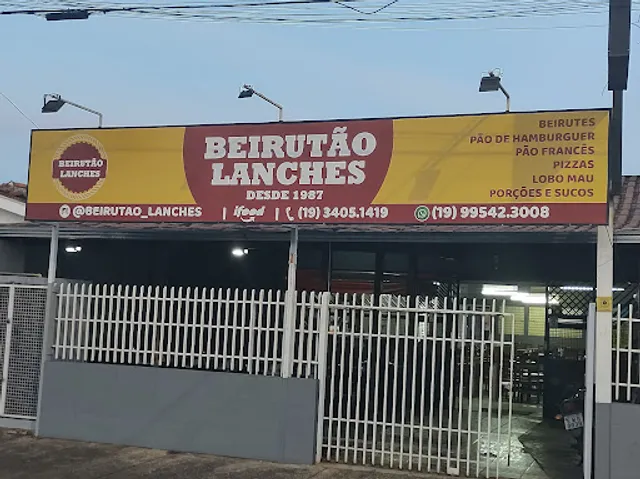 BEIRUTÃO
LANCHES
BEIRUTÃO
LANCHES
DESDE 1987
BEIRUTES
PÃO DE HAMBURGUER
PÃO FRANCÊS
PIZZAS
LOBO MAU
PORÇÕES E SUCOS
@BEIRUTAO_LANCHES | ifood | (19) 3405.1419 (19) 99542.3008